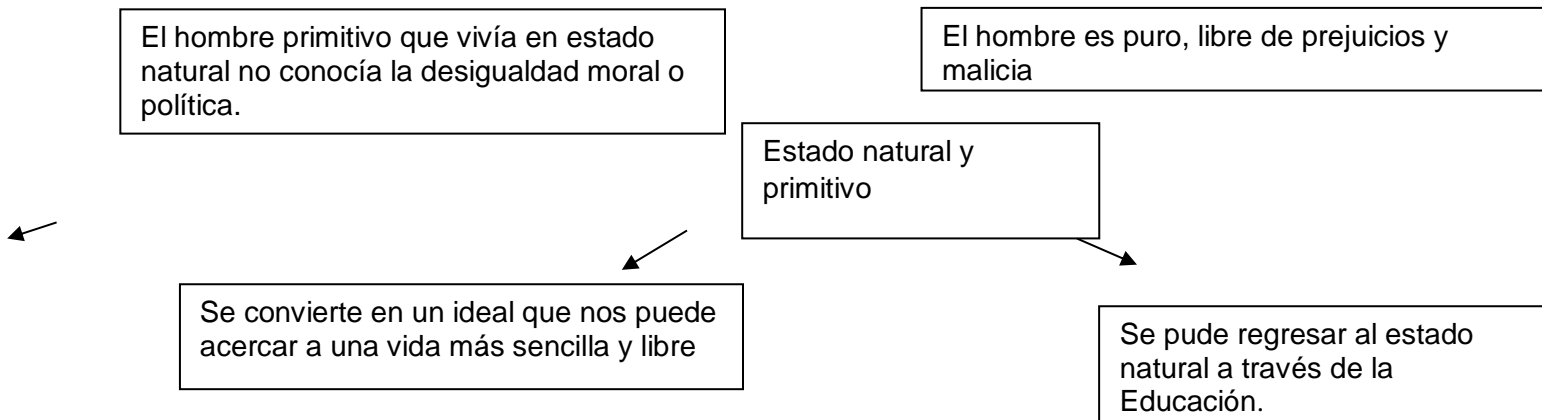 El hombre primitivo que vivía en estado
natural no conocía la desigualdad moral o
política.
El hombre es puro, libre de prejuicios y
malicia
Estado natural y
primitivo
Se convierte en un ideal que nos puede
acercar a una vida más sencilla y libre
Se pude regresar al estado
natural a través de la
Educación.